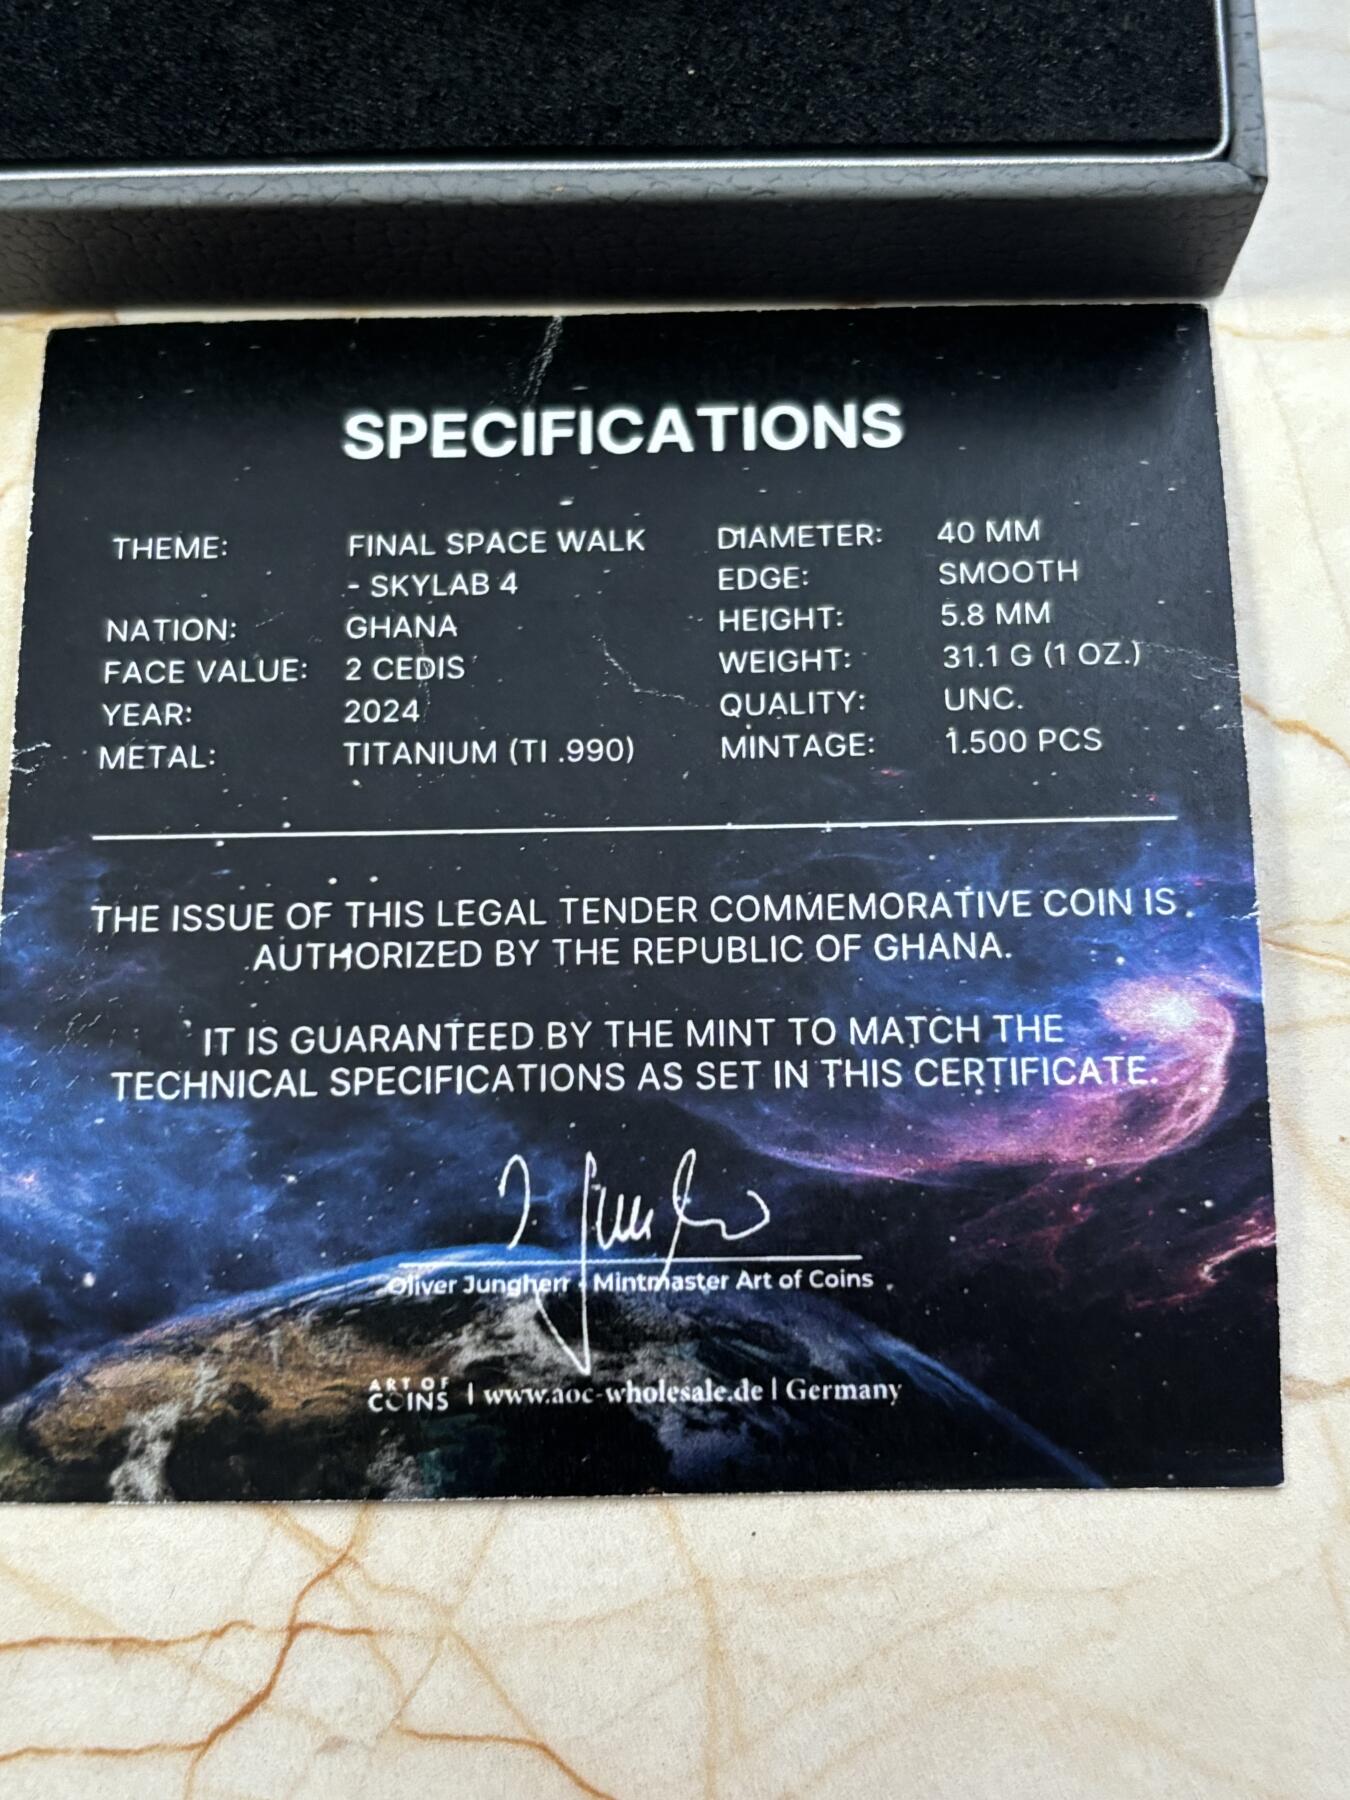 SPECIFICATIONS
THEME: FINAL SPACE WALK
- SKYLAB 4
NATION: GHANA
FACE VALUE: 2 CEDIS
YEAR: 2024
METAL: TITANIUM (TI .990)
DIAMETER: 40 MM
EDGE: SMOOTH
HEIGHT: 5.8 MM
WEIGHT: 31.1 G (1 OZ.)
QUALITY: UNC.
MINTAGE: 1.500 PCS
THE ISSUE OF THIS LEGAL TENDER COMMEMORATIVE COIN IS
AUTHORIZED BY THE REPUBLIC OF GHANA.
IT IS GUARANTEED BY THE MINT TO MATCH THE
TECHNICAL SPECIFICATIONS AS SET IN THIS CERTIFICATE.
Oliver Jungherr - Mintmaster Art of Coins
ART OF COINS | www.aoc-wholesale.de | Germany